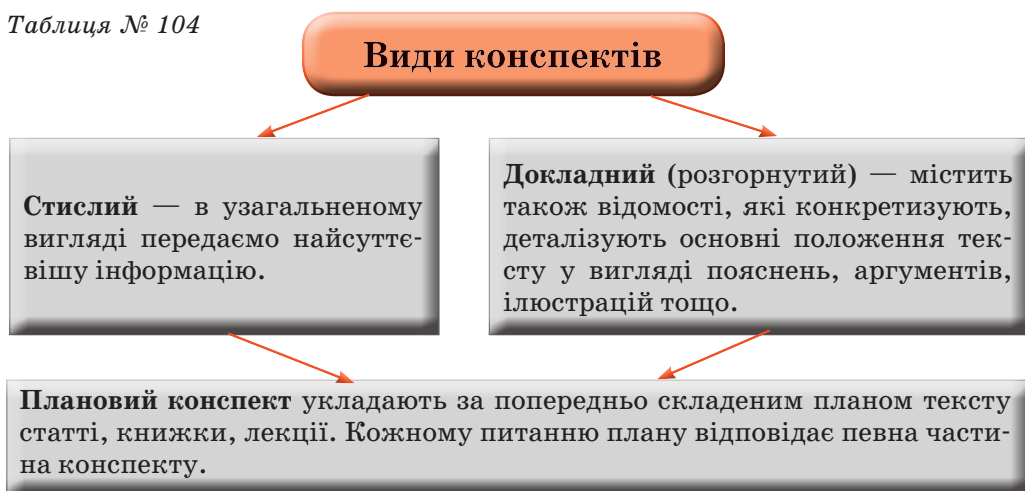 Таблиця № 104
Види конспектів
Стислий — в узагальненому
вигляді передаємо найсуттє-
вішу інформацію.
Докладний (розгорнутий) — містить
також відомості, які конкретизують,
деталізують основні положення тек-
сту у вигляді пояснень, аргументів,
ілюстрацій тощо.
Плановий конспект укладають за попередньо складеним планом тексту
статті, книжки, лекції. Кожному питанню плану відповідає певна части-
на конспекту.